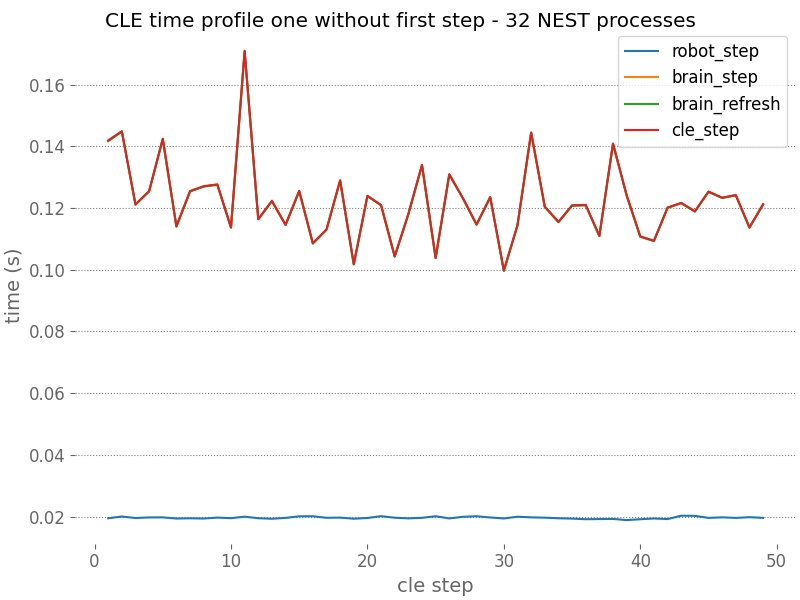 CLE time profile one without first step - 32 NEST processes
robot_step
brain_step
brain_refresh
cle_step
0.16
0.14
0.12
0.10
0.08
0.06
0.04
0.02
time (s)
0 10 20 30 40 50
cle step